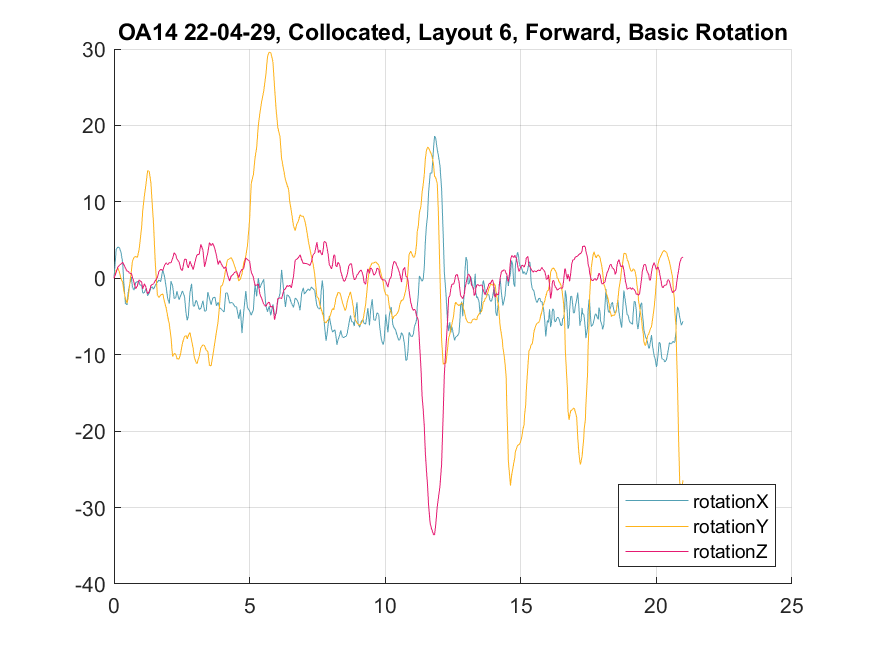 OA14 22-04-29, Collocated, Layout 6, Forward, Basic Rotation
30
20
10
0
-10
-20
-30
-40
0 5 10 15 20 25
rotationX
rotationY
rotationZ